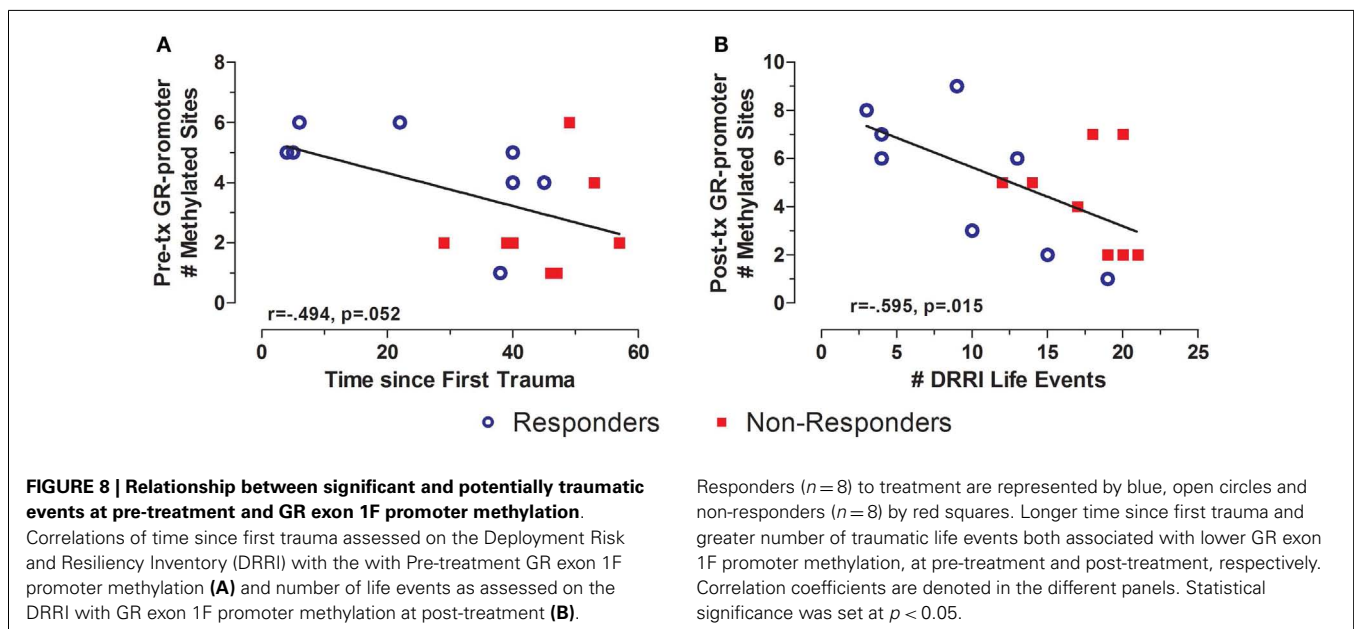 A
Pre-tx GR-promoter
# Methylated Sites
8
6
4
2
0
r=-.494, p=.052
0 20 40 60
Time since First Trauma
B
Post-tx GR-promoter
# Methylated Sites
10
8
6
4
2
0
r=-.595, p=.015
0 5 10 15 20 25
# DRRI Life Events
Responders Non-Responders
FIGURE 8 | Relationship between significant and potentially traumatic
events at pre-treatment and GR exon 1F promoter methylation.
Correlations of time since first trauma assessed on the Deployment Risk
and Resiliency Inventory (DRRI) with the with Pre-treatment GR exon 1F
promoter methylation (A) and number of life events as assessed on the
DRRI with GR exon 1F promoter methylation at post-treatment (B).
Responders (n = 8) to treatment are represented by blue, open circles and
non-responders (n = 8) by red squares. Longer time since first trauma and
greater number of traumatic life events both associated with lower GR exon
1F promoter methylation, at pre-treatment and post-treatment, respectively.
Correlation coefficients are denoted in the different panels. Statistical
significance was set at p < 0.05.